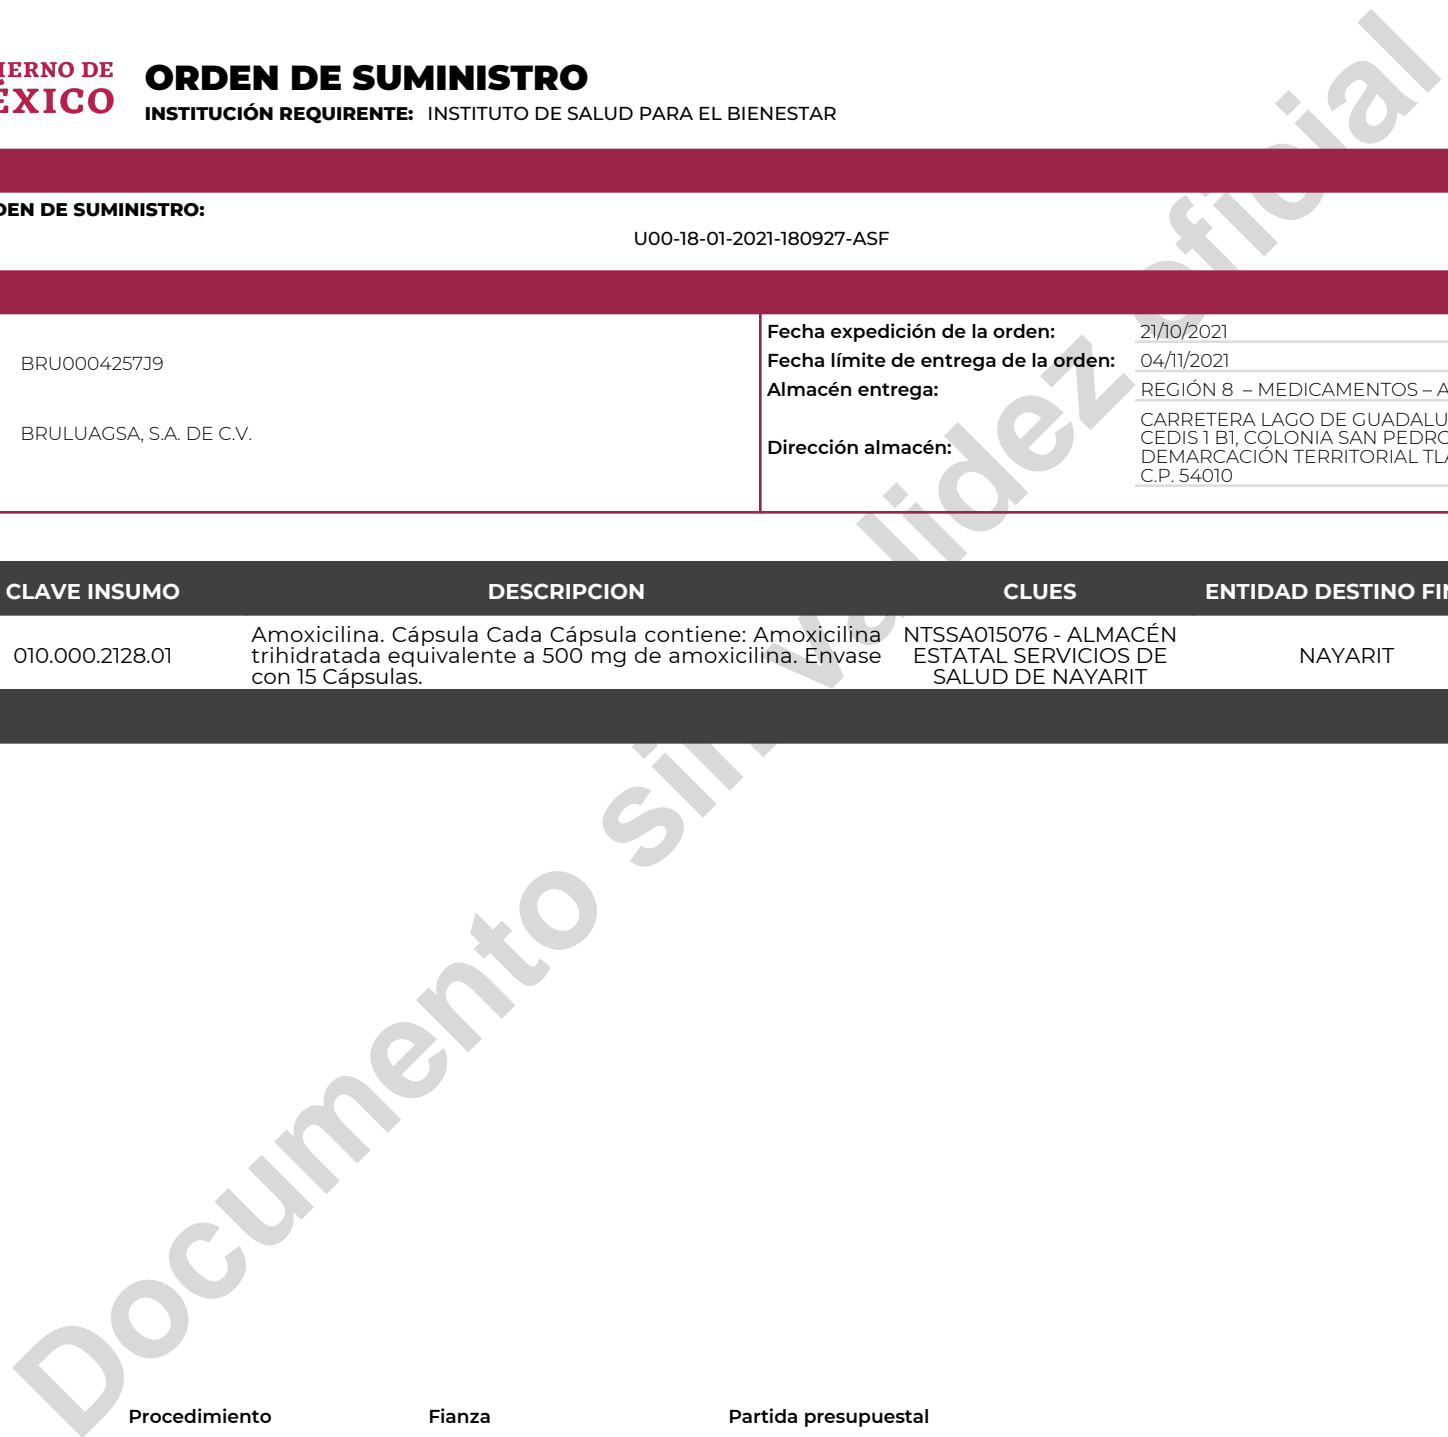 IERNO DE
ÉXICO
ORDEN DE SUMINISTRO
INSTITUCIÓN REQUIRENTE: INSTITUTO DE SALUD PARA EL BIENESTAR
DEN DE SUMINISTRO:
U00-18-01-2021-180927-ASF
BRU0004257J9
BRULUAGSA, S.A. DE C.V.
Fecha expedición de la orden: 21/10/2021
Fecha límite de entrega de la orden: 04/11/2021
Almacén entrega: REGIÓN 8 – MEDICAMENTOS – A
Dirección almacén:
CARRETERA LAGO DE GUADALU
CEDIS 1 B1, COLONIA SAN PEDRO
DEMARCACIÓN TERRITORIAL TLA
C.P. 54010
CLAVE INSUMO DESCRIPCION CLUES ENTIDAD DESTINO FIN
010.000.2128.01
Amoxicilina. Cápsula Cada Cápsula contiene: Amoxicilina
trihidratada equivalente a 500 mg de amoxicilina. Envase
con 15 Cápsulas.
NTSSA015076 - ALMACÉN
ESTATAL SERVICIOS DE
SALUD DE NAYARIT
NAYARIT
Documento sin validez oficial
Procedimiento Fianza Partida presupuestal